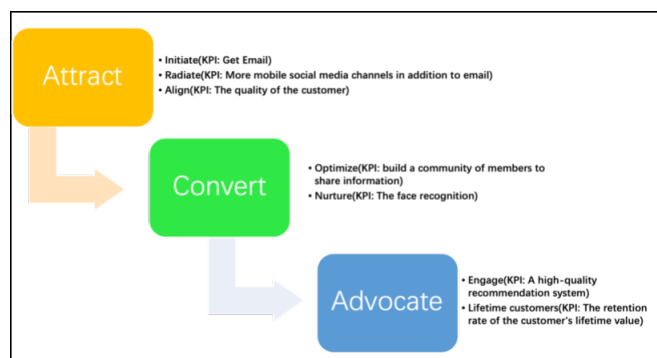 Attract
• Initiate(KPI: Get Email)
• Radiate(KPI: More mobile social media channels in addition to email)
• Align(KPI: The quality of the customer)
Convert
• Optimize(KPI: build a community of members to
share information)
• Nurture(KPI: The face recognition)
Advocate
• Engage(KPI: A high-quality
recommendation system)
• Lifetime customers(KPI: The retention
rate of the customer's lifetime value)